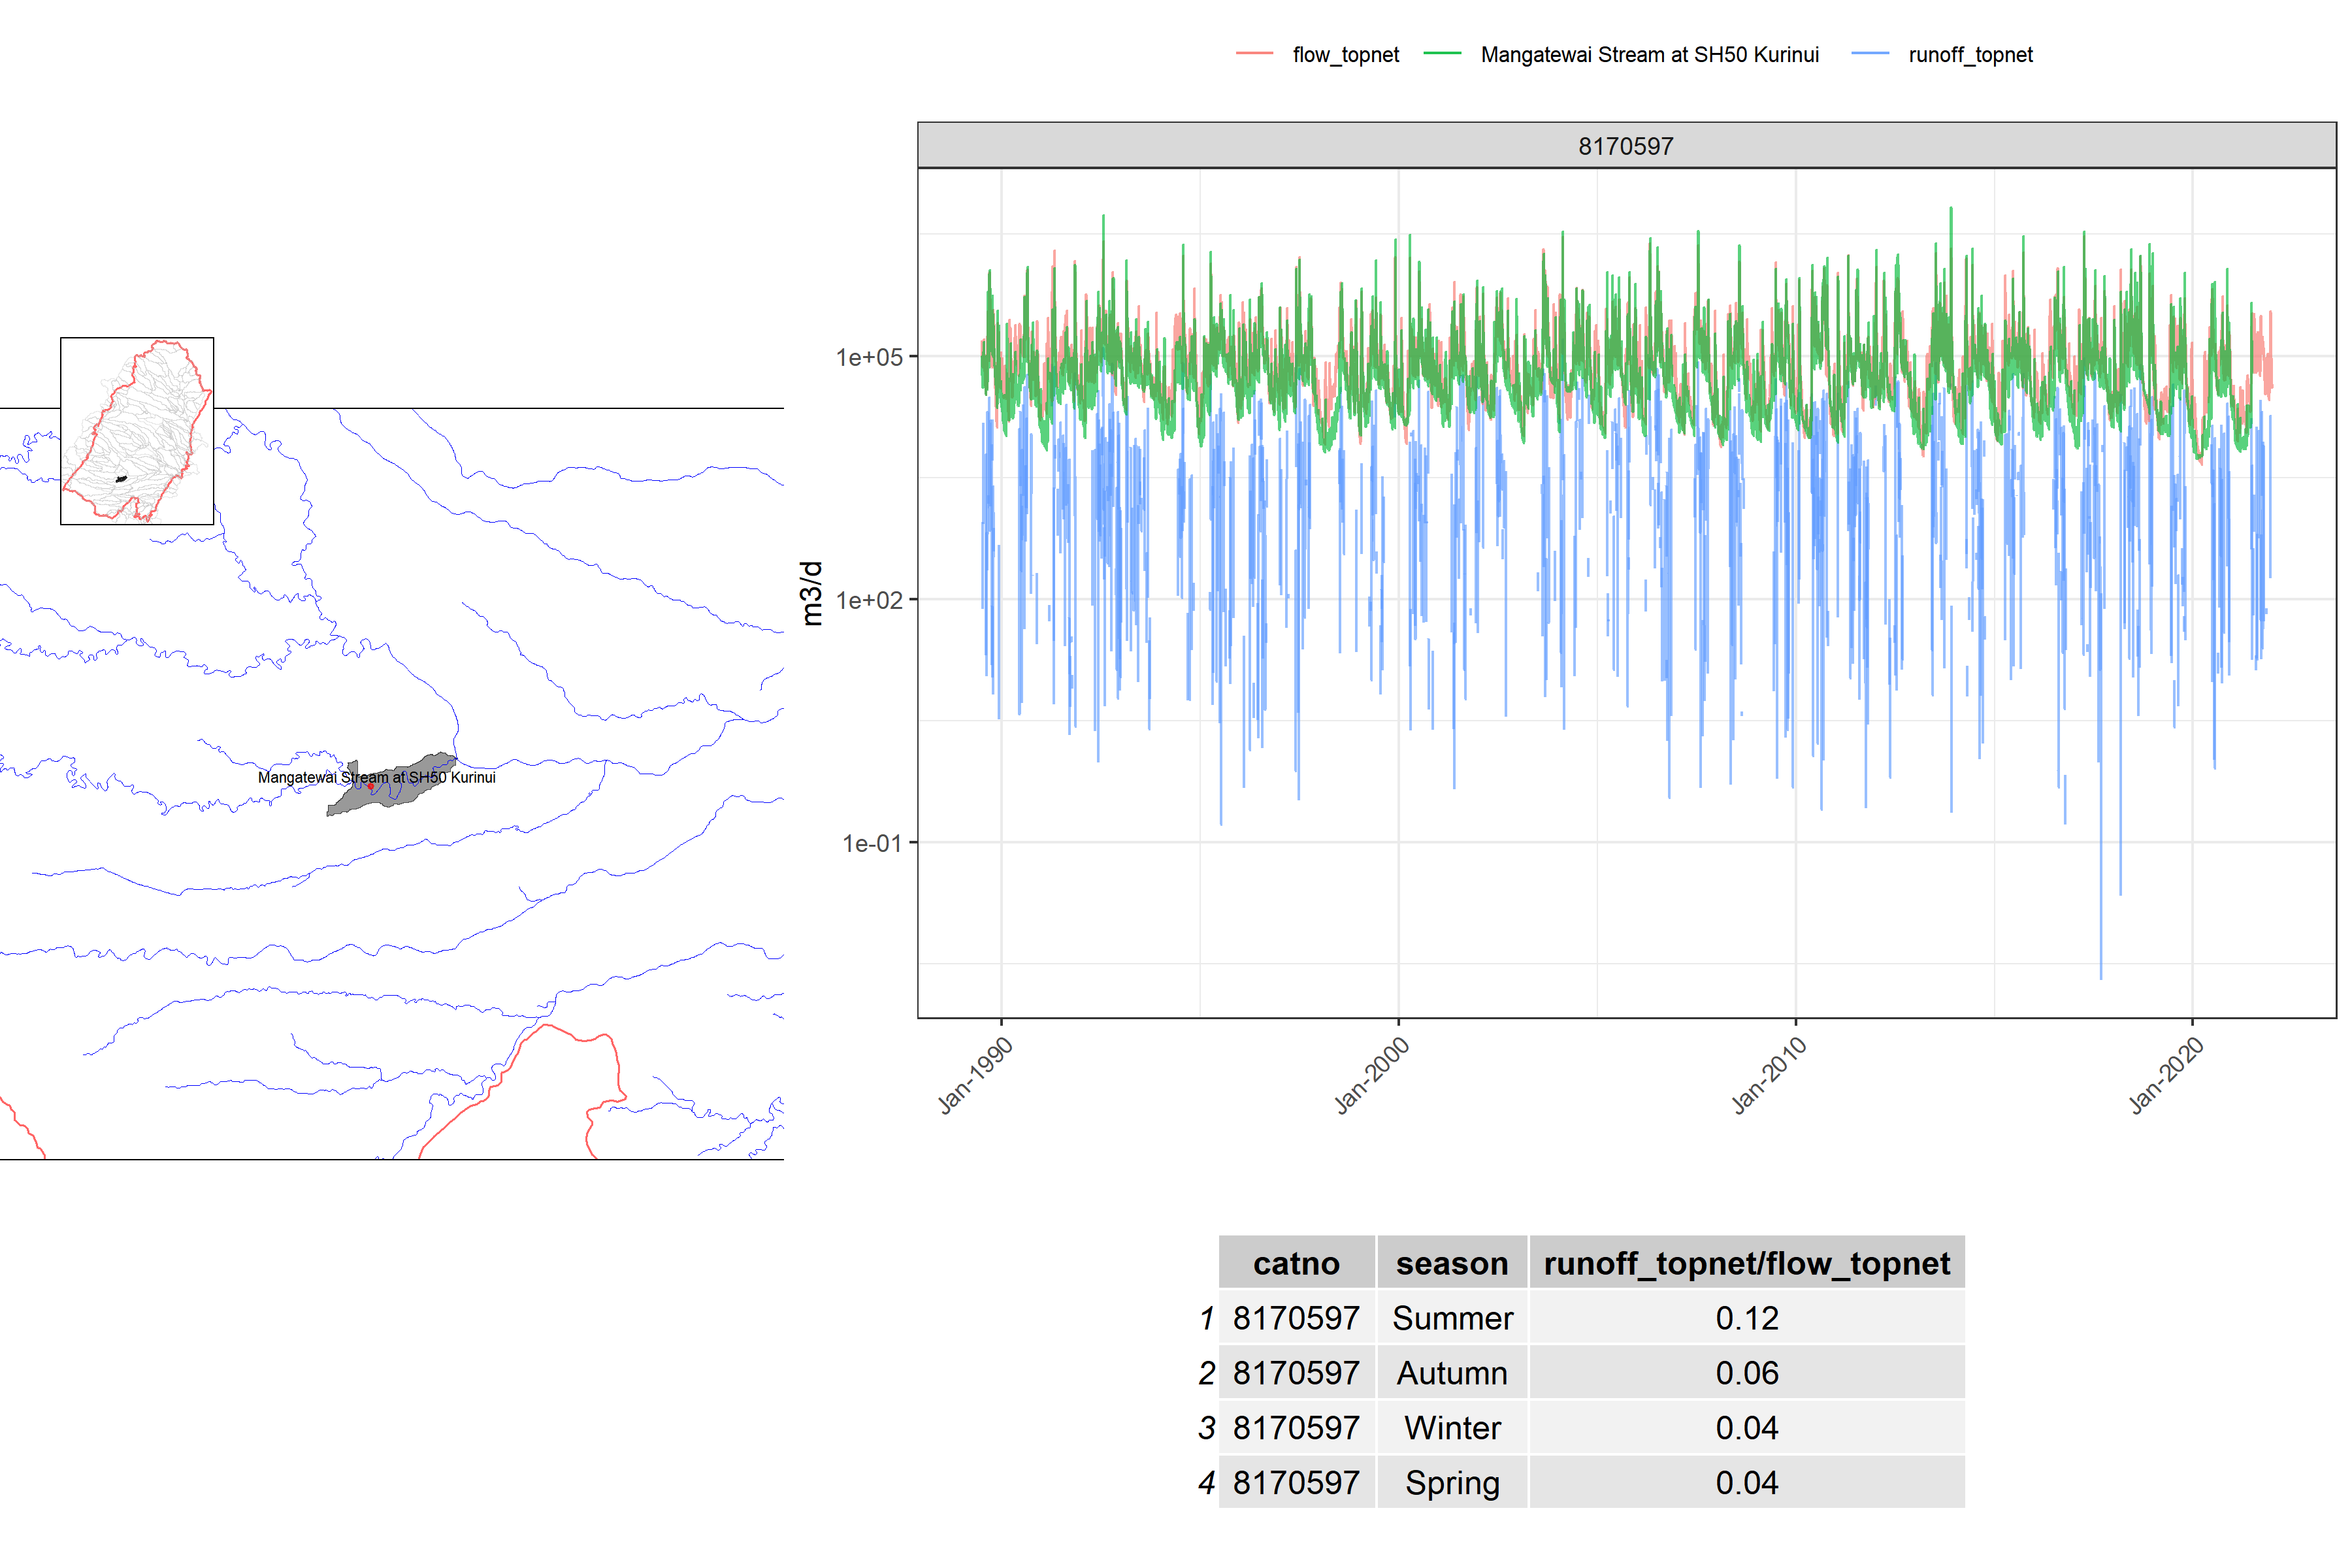 flow_topnet Mangatewai Stream at SH50 Kurinui runoff_topnet
8170597
1e+05
1e+02
1e-01
m3/d
Jan-1990 Jan-2000 Jan-2010 Jan-2020
Mangatewai Stream at SH50 Kurinui
catno season runoff_topnet/flow_topnet
1 8170597 Summer 0.12
2 8170597 Autumn 0.06
3 8170597 Winter 0.04
4 8170597 Spring 0.04